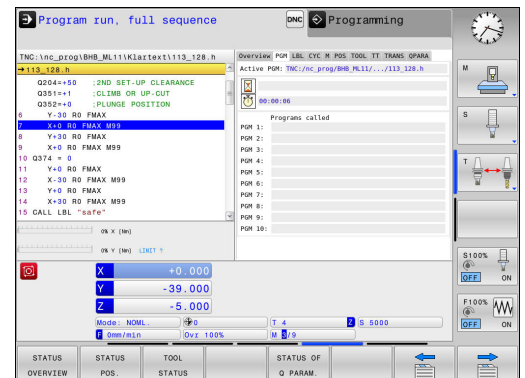 Program run, full sequence
DNC
Programming
TNC:\nc_prog\BHB_ML11\Klartext\113_128.h
→113_128.h
Q204=+50 ;2ND SET-UP CLEARANCE
Q351=+1 ;CLIMB OR UP-CUT
Q352=+0 ;PLUNGE POSITION
6 Y-30 R0 FMAX M99
7 X+0 R0 FMAX M99
8 Y+30 R0 FMAX
9 X+0 R0 FMAX M99
10 Q374 = 0
11 Y+0 R0 FMAX
12 X-30 R0 FMAX M99
13 Y+0 R0 FMAX
14 X+30 R0 FMAX M99
15 CALL LBL "safe"
0% X [Nm]
0% Y [Nm] LIMIT 1
Overview PGM LBL CYC M POS TOOL TT TRANS QPARA
Active PGM: TNC:/nc_prog/BHB_ML11/.../113_128.h
00:00:06
Programs called
PGM 1:
PGM 2:
PGM 3:
PGM 4:
PGM 5:
PGM 6:
PGM 7:
PGM 8:
PGM 9:
PGM 10:
X +0.000
Y -39.000
Z -5.000
Mode: NOML. 0 T 4 Z S 5000
F 0mm/min Ovr 100% M 5/9
M
S
T
S100%
OFF ON
F100%
OFF ON
STATUS OVERVIEW
STATUS POS.
TOOL STATUS
STATUS OF Q PARAM.